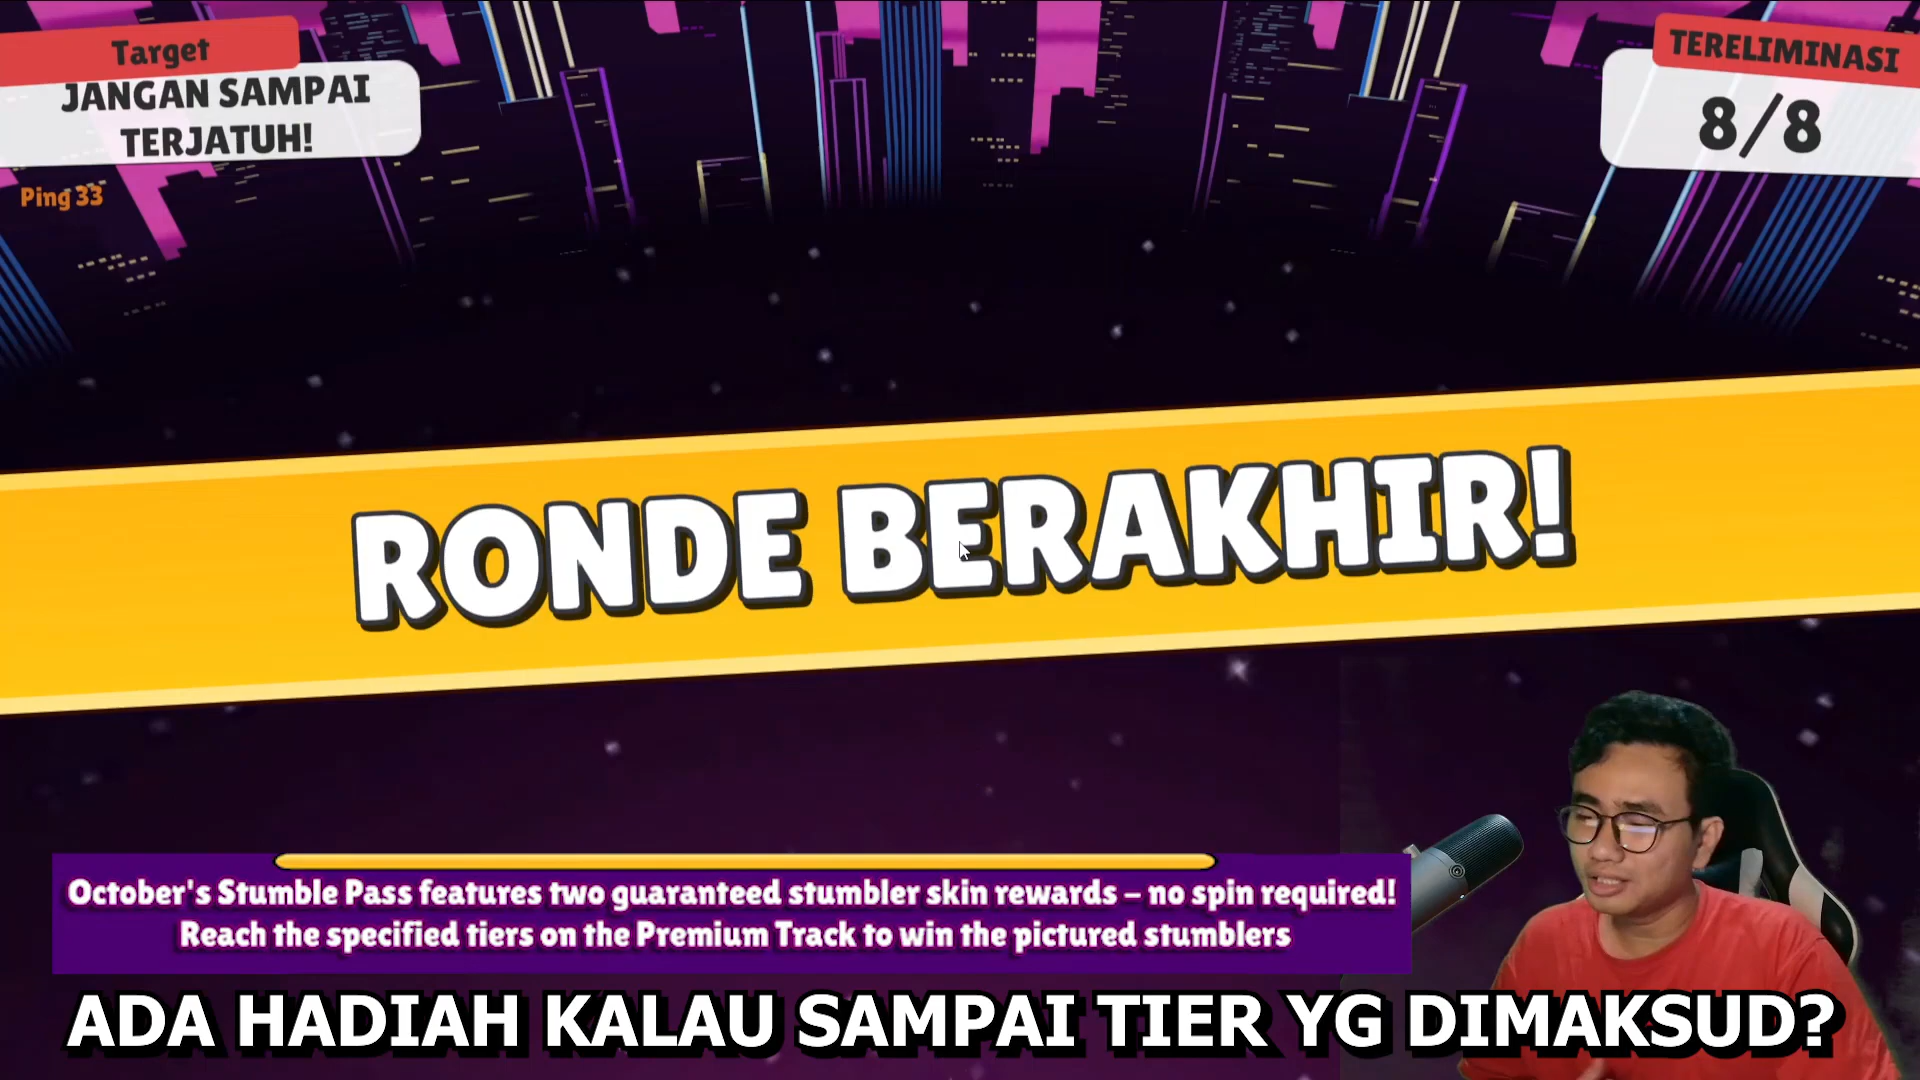 Target
JANGAN SAMPAI
TERJATUH!
TERELIMINASI
8/8
Ping 33
RONDE BERAKHIR!
October's Stumble Pass features two guaranteed stumbler skin rewards – no spin required!
Reach the specified tiers on the Premium Track to win the pictured stumblers
ADA HADIAH KALAU SAMPAI TIER YG DIMAKSUD?